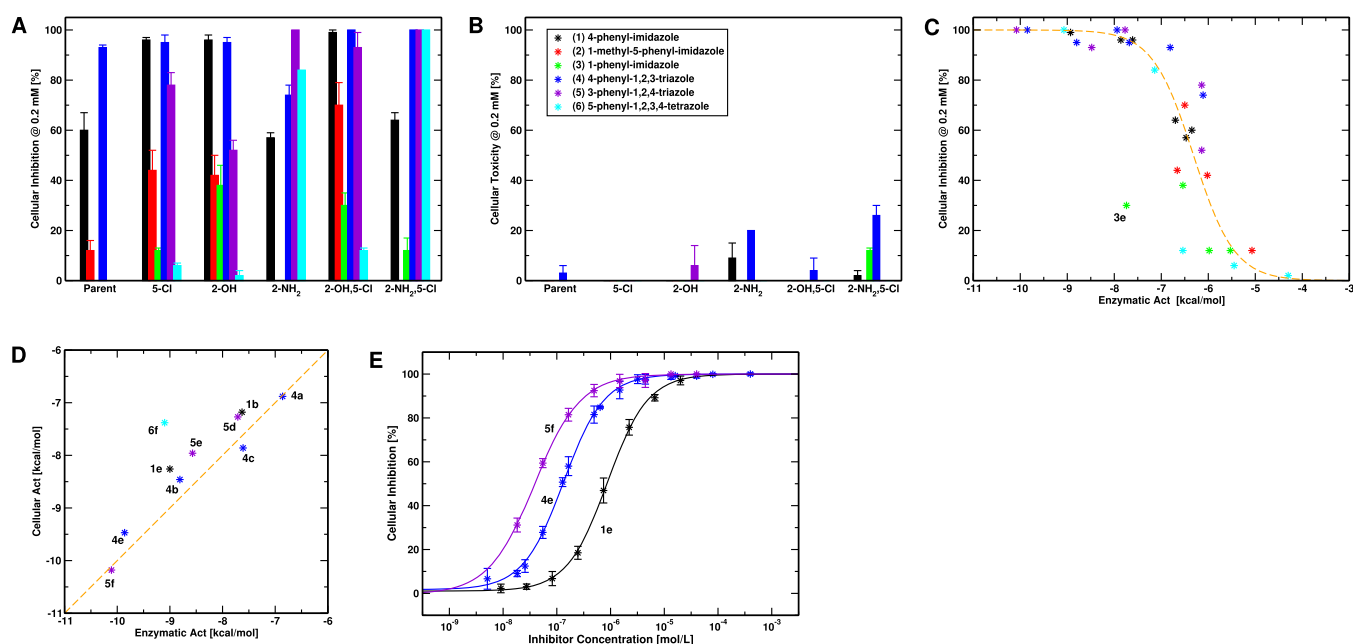 A
Cellular Inhibition @ 0.2 mM [%]
100
80
60
40
20
0
Parent 5-Cl 2-OH 2-NH2 2-OH,5-Cl 2-NH2,5-Cl
B
Cellular Toxicity @ 0.2 mM [%]
100
80
60
40
20
0
(1) 4-phenyl-imidazole
(2) 1-methyl-5-phenyl-imidazole
(3) 1-phenyl-imidazole
(4) 4-phenyl-1,2,3-triazole
(5) 3-phenyl-1,2,4-triazole
(6) 5-phenyl-1,2,3,4-tetrazole
Parent 5-Cl 2-OH 2-NH2 2-OH,5-Cl 2-NH2,5-Cl
C
Cellular Inhibition @ 0.2 mM [%]
100
80
60
40
20
0
3e
-11 -10 -9 -8 -7 -6 -5 -4 -3
Enzymatic Act [kcal/mol]
D
Cellular Act [kcal/mol]
-6
-7
-8
-9
-10
-11
4a
1b
5d
6f
5e
4c
1e
4b
4e
5f
-11 -10 -9 -8 -7 -6
Enzymatic Act [kcal/mol]
E
Cellular Inhibition [%]
100
80
60
40
20
0
5f
4e
1e
10-9 10-8 10-7 10-6 10-5 10-4 10-3
Inhibitor Concentration [mol/L]